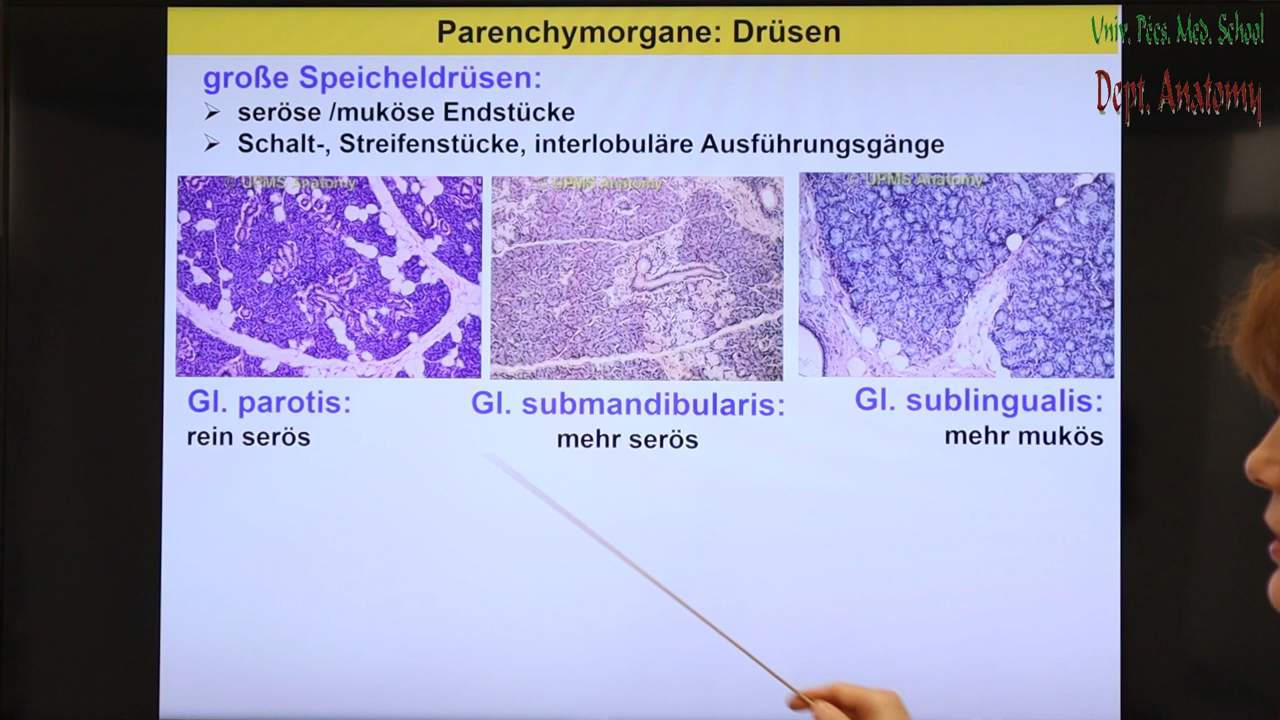 Parenchymorgane: Drüsen
Univ. Pécs. Med. School
Dept. Anatomy
große Speicheldrüsen:
seröse /muköse Endstücke
Schalt-, Streifenstücke, interlobuläre Ausführungsgänge
© UPMS Anatomy
© UPMS Anatomy
© UPMS Anatomy
Gl. parotis:
rein serös
Gl. submandibularis:
mehr serös
Gl. sublingualis:
mehr mukös